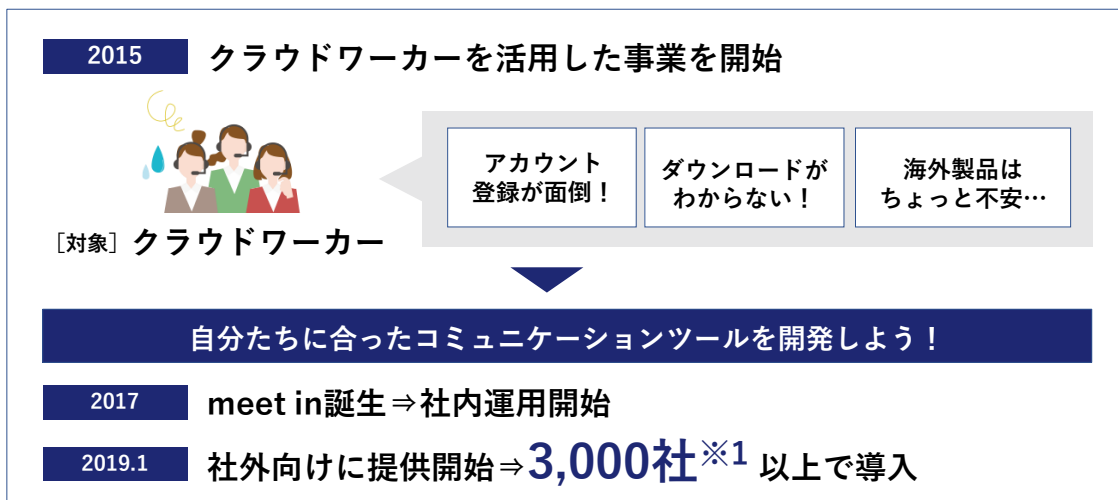 2015 クラウドワーカーを活用した事業を開始
アカウント
登録が面倒！
ダウンロードが
わからない！
海外製品は
ちょっと不安…
［対象］クラウドワーカー
自分たちに合ったコミュニケーションツールを開発しよう！
2017 meet in誕生⇒社内運用開始
2019.1 社外向けに提供開始⇒3,000社※1 以上で導入